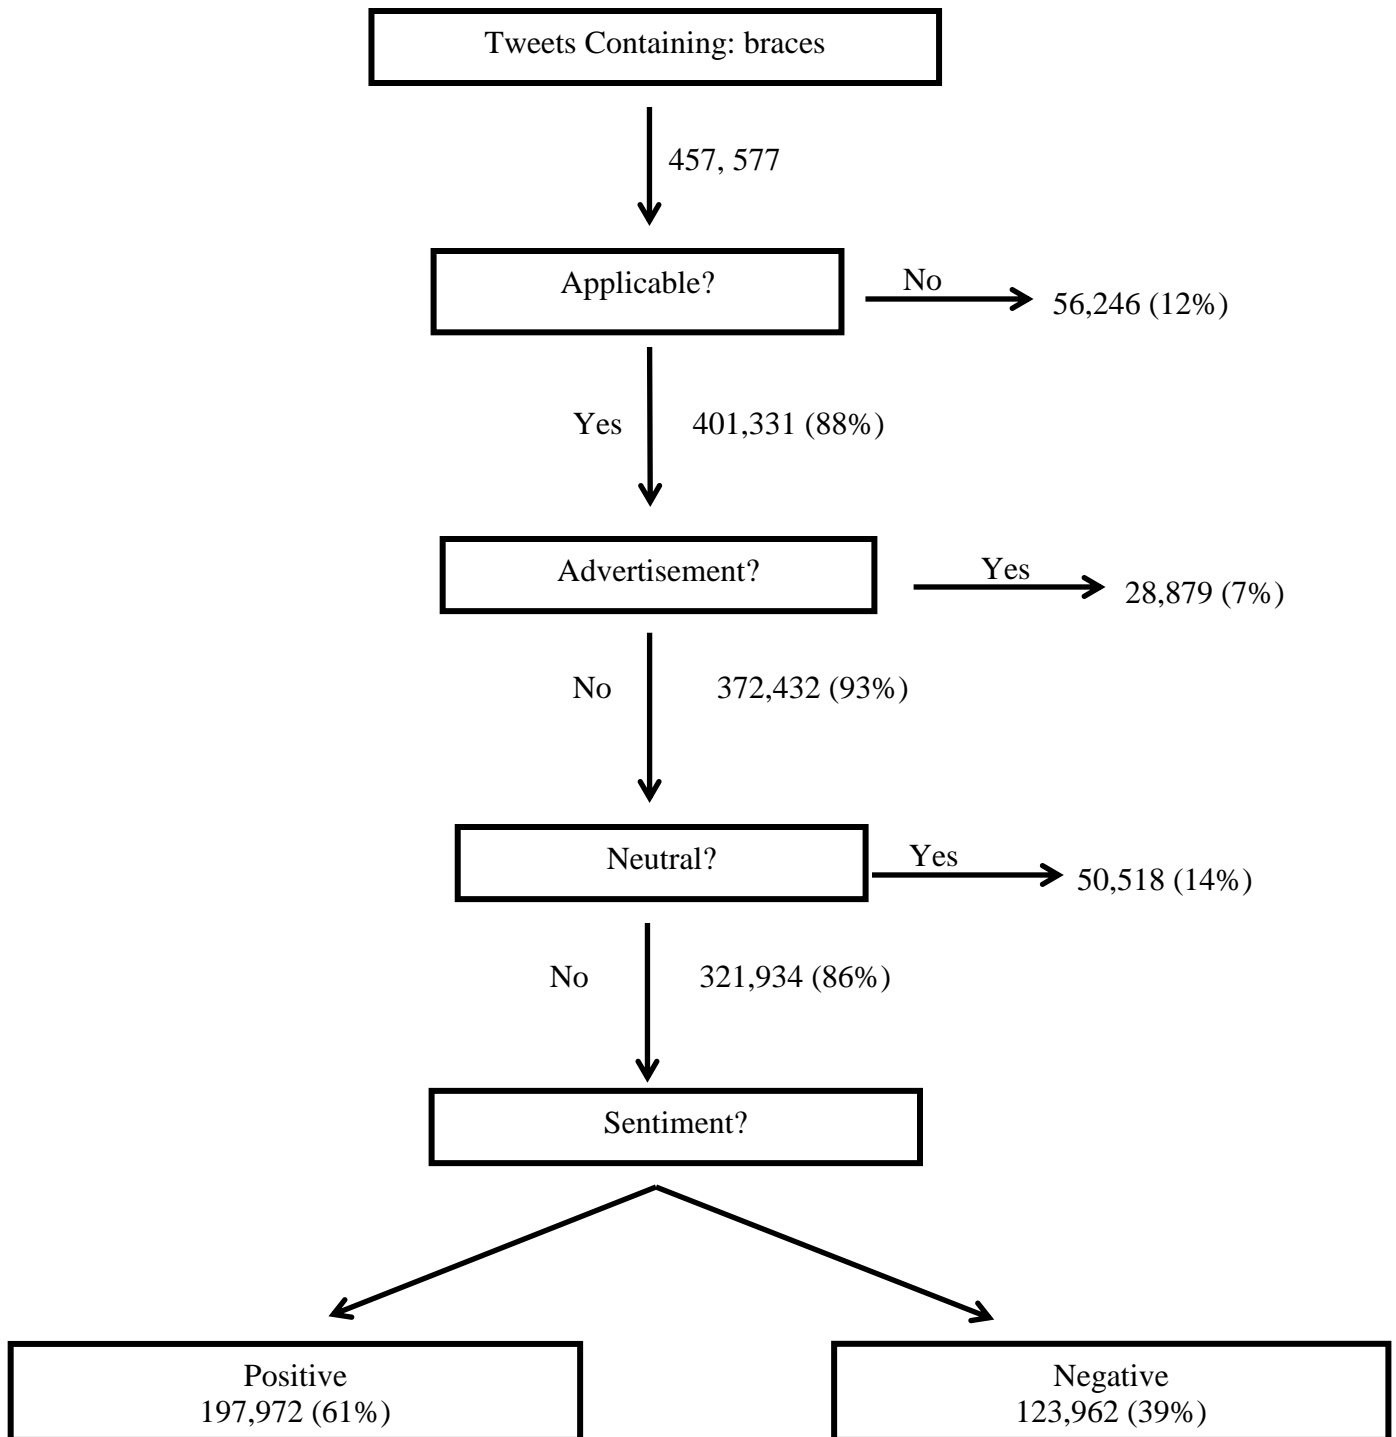 Tweets Containing: braces
457, 577
Applicable?
No
56,246 (12%)
Yes
401,331 (88%)
Advertisement?
Yes
28,879 (7%)
No
372,432 (93%)
Neutral?
Yes
50,518 (14%)
No
321,934 (86%)
Sentiment?
Positive
197,972 (61%)
Negative
123,962 (39%)